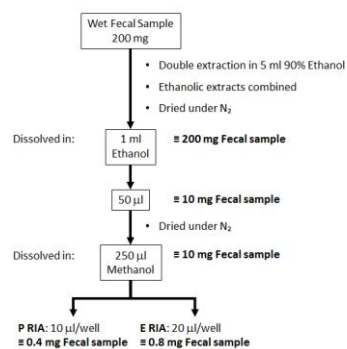 Wet Fecal Sample
200 mg
• Double extraction in 5 ml 90% Ethanol
• Ethanolic extracts combined
• Dried under N₂
Dissolved in:
1 ml
Ethanol
≡ 200 mg Fecal sample
50 µl
≡ 10 mg Fecal sample
• Dried under N₂
Dissolved in:
250 µl
Methanol
≡ 10 mg Fecal sample
P RIA: 10 µl/well
≡ 0.4 mg Fecal sample
E RIA: 20 µl/well
≡ 0.8 mg Fecal sample